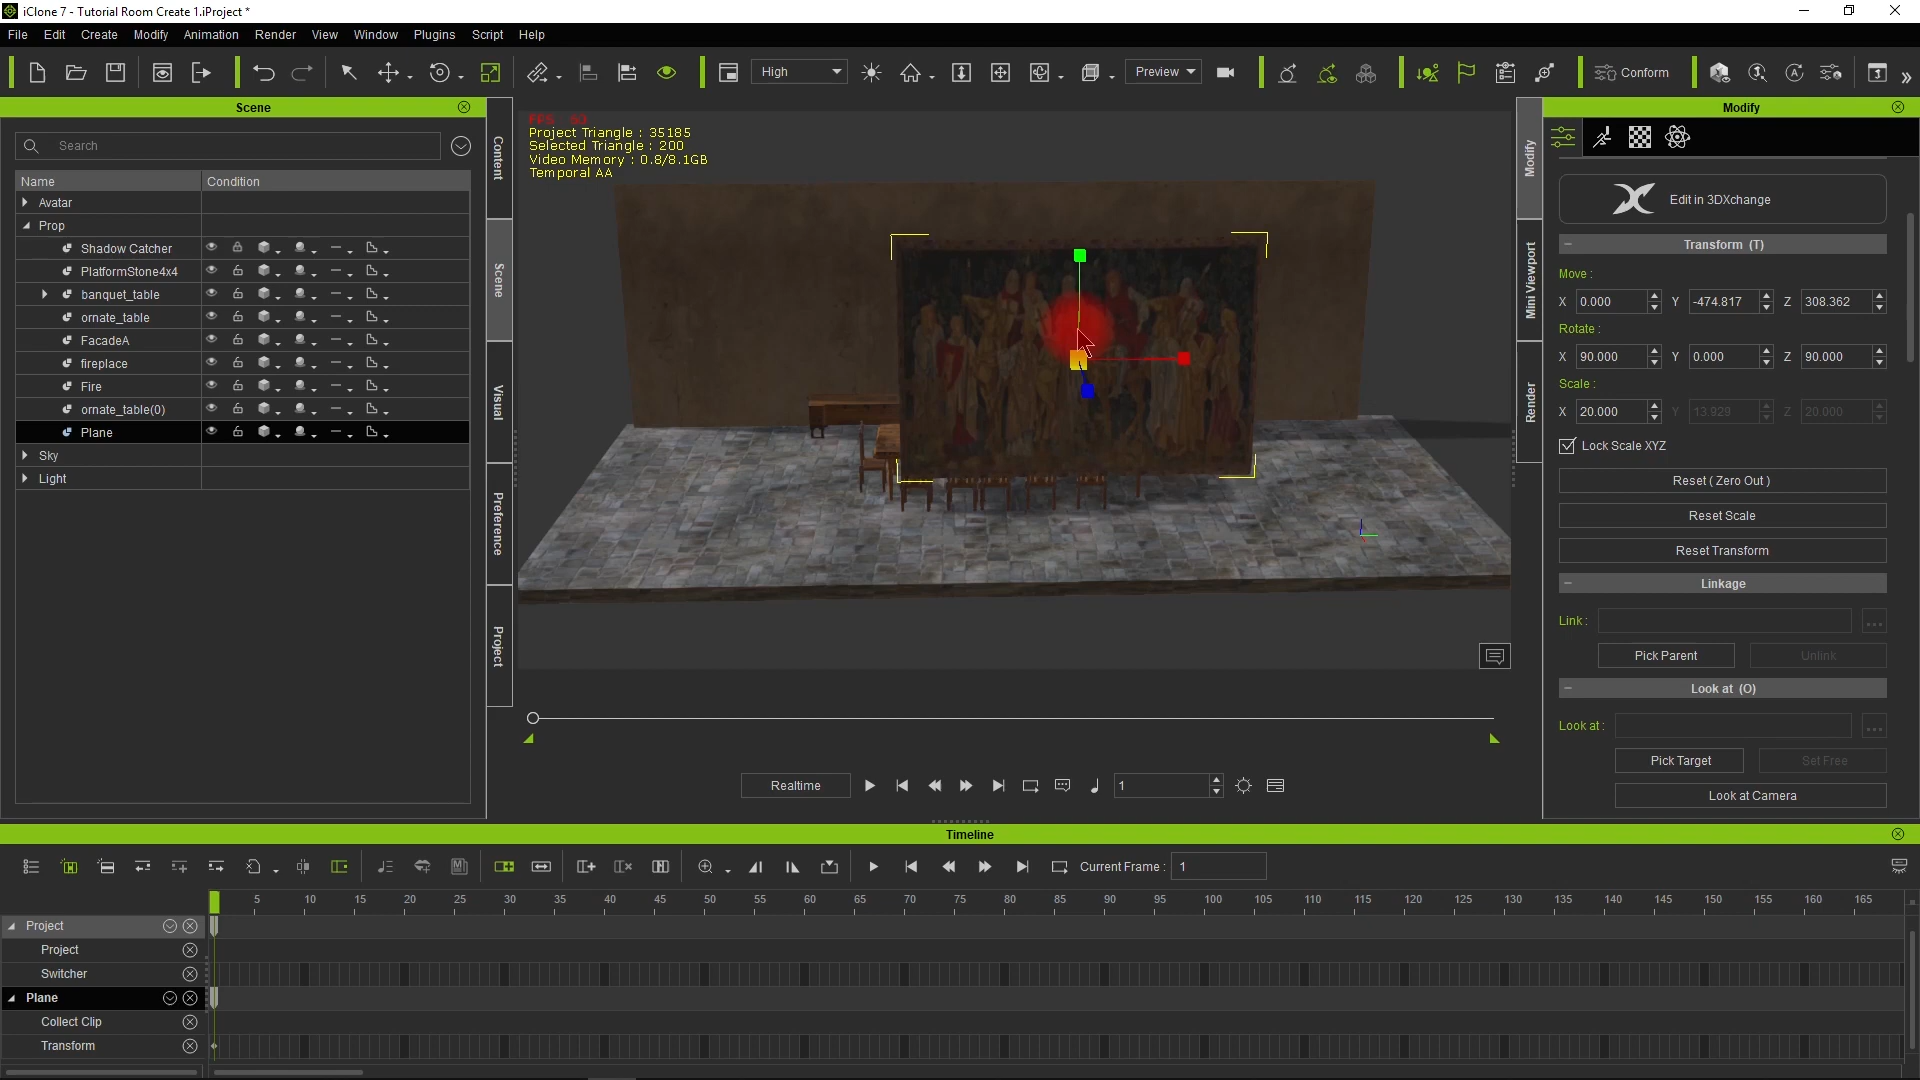 iClone 7 - Tutorial Room Create 1.iProject *
File Edit Create Modify Animation Render View Window Plugins Script Help
High Preview Conform
Scene
Search
Name Condition
Avatar
Prop
Shadow Catcher
PlatformStone4x4
banquet_table
ornate_table
FacadeA
fireplace
Fire
ornate_table(0)
Plane
Sky
Light
Content
Scene
Visual
Preference
Project
FPS 60
Project Triangle : 35185
Selected Triangle : 200
Video Memory : 0.8/8.1GB
Temporal AA
Realtime 1
Modify
Mini Viewport
Render
Modify
Edit in 3DXchange
Transform (T)
Move :
X 0.000 Y -474.817 Z 308.362
Rotate :
X 90.000 Y 0.000 Z 90.000
Scale :
X 20.000 Y 13.929 Z 20.000
Lock Scale XYZ
Reset ( Zero Out )
Reset Scale
Reset Transform
Linkage
Link :
Pick Parent Unlink
Look at (O)
Look at :
Pick Target Set Free
Look at Camera
Timeline
Current Frame : 1
5 10 15 20 25 30 35 40 45 50 55 60 65 70 75 80 85 90 95 100 105 110 115 120 125 130 135 140 145 150 155 160 165
Project
Project
Switcher
Plane
Collect Clip
Transform